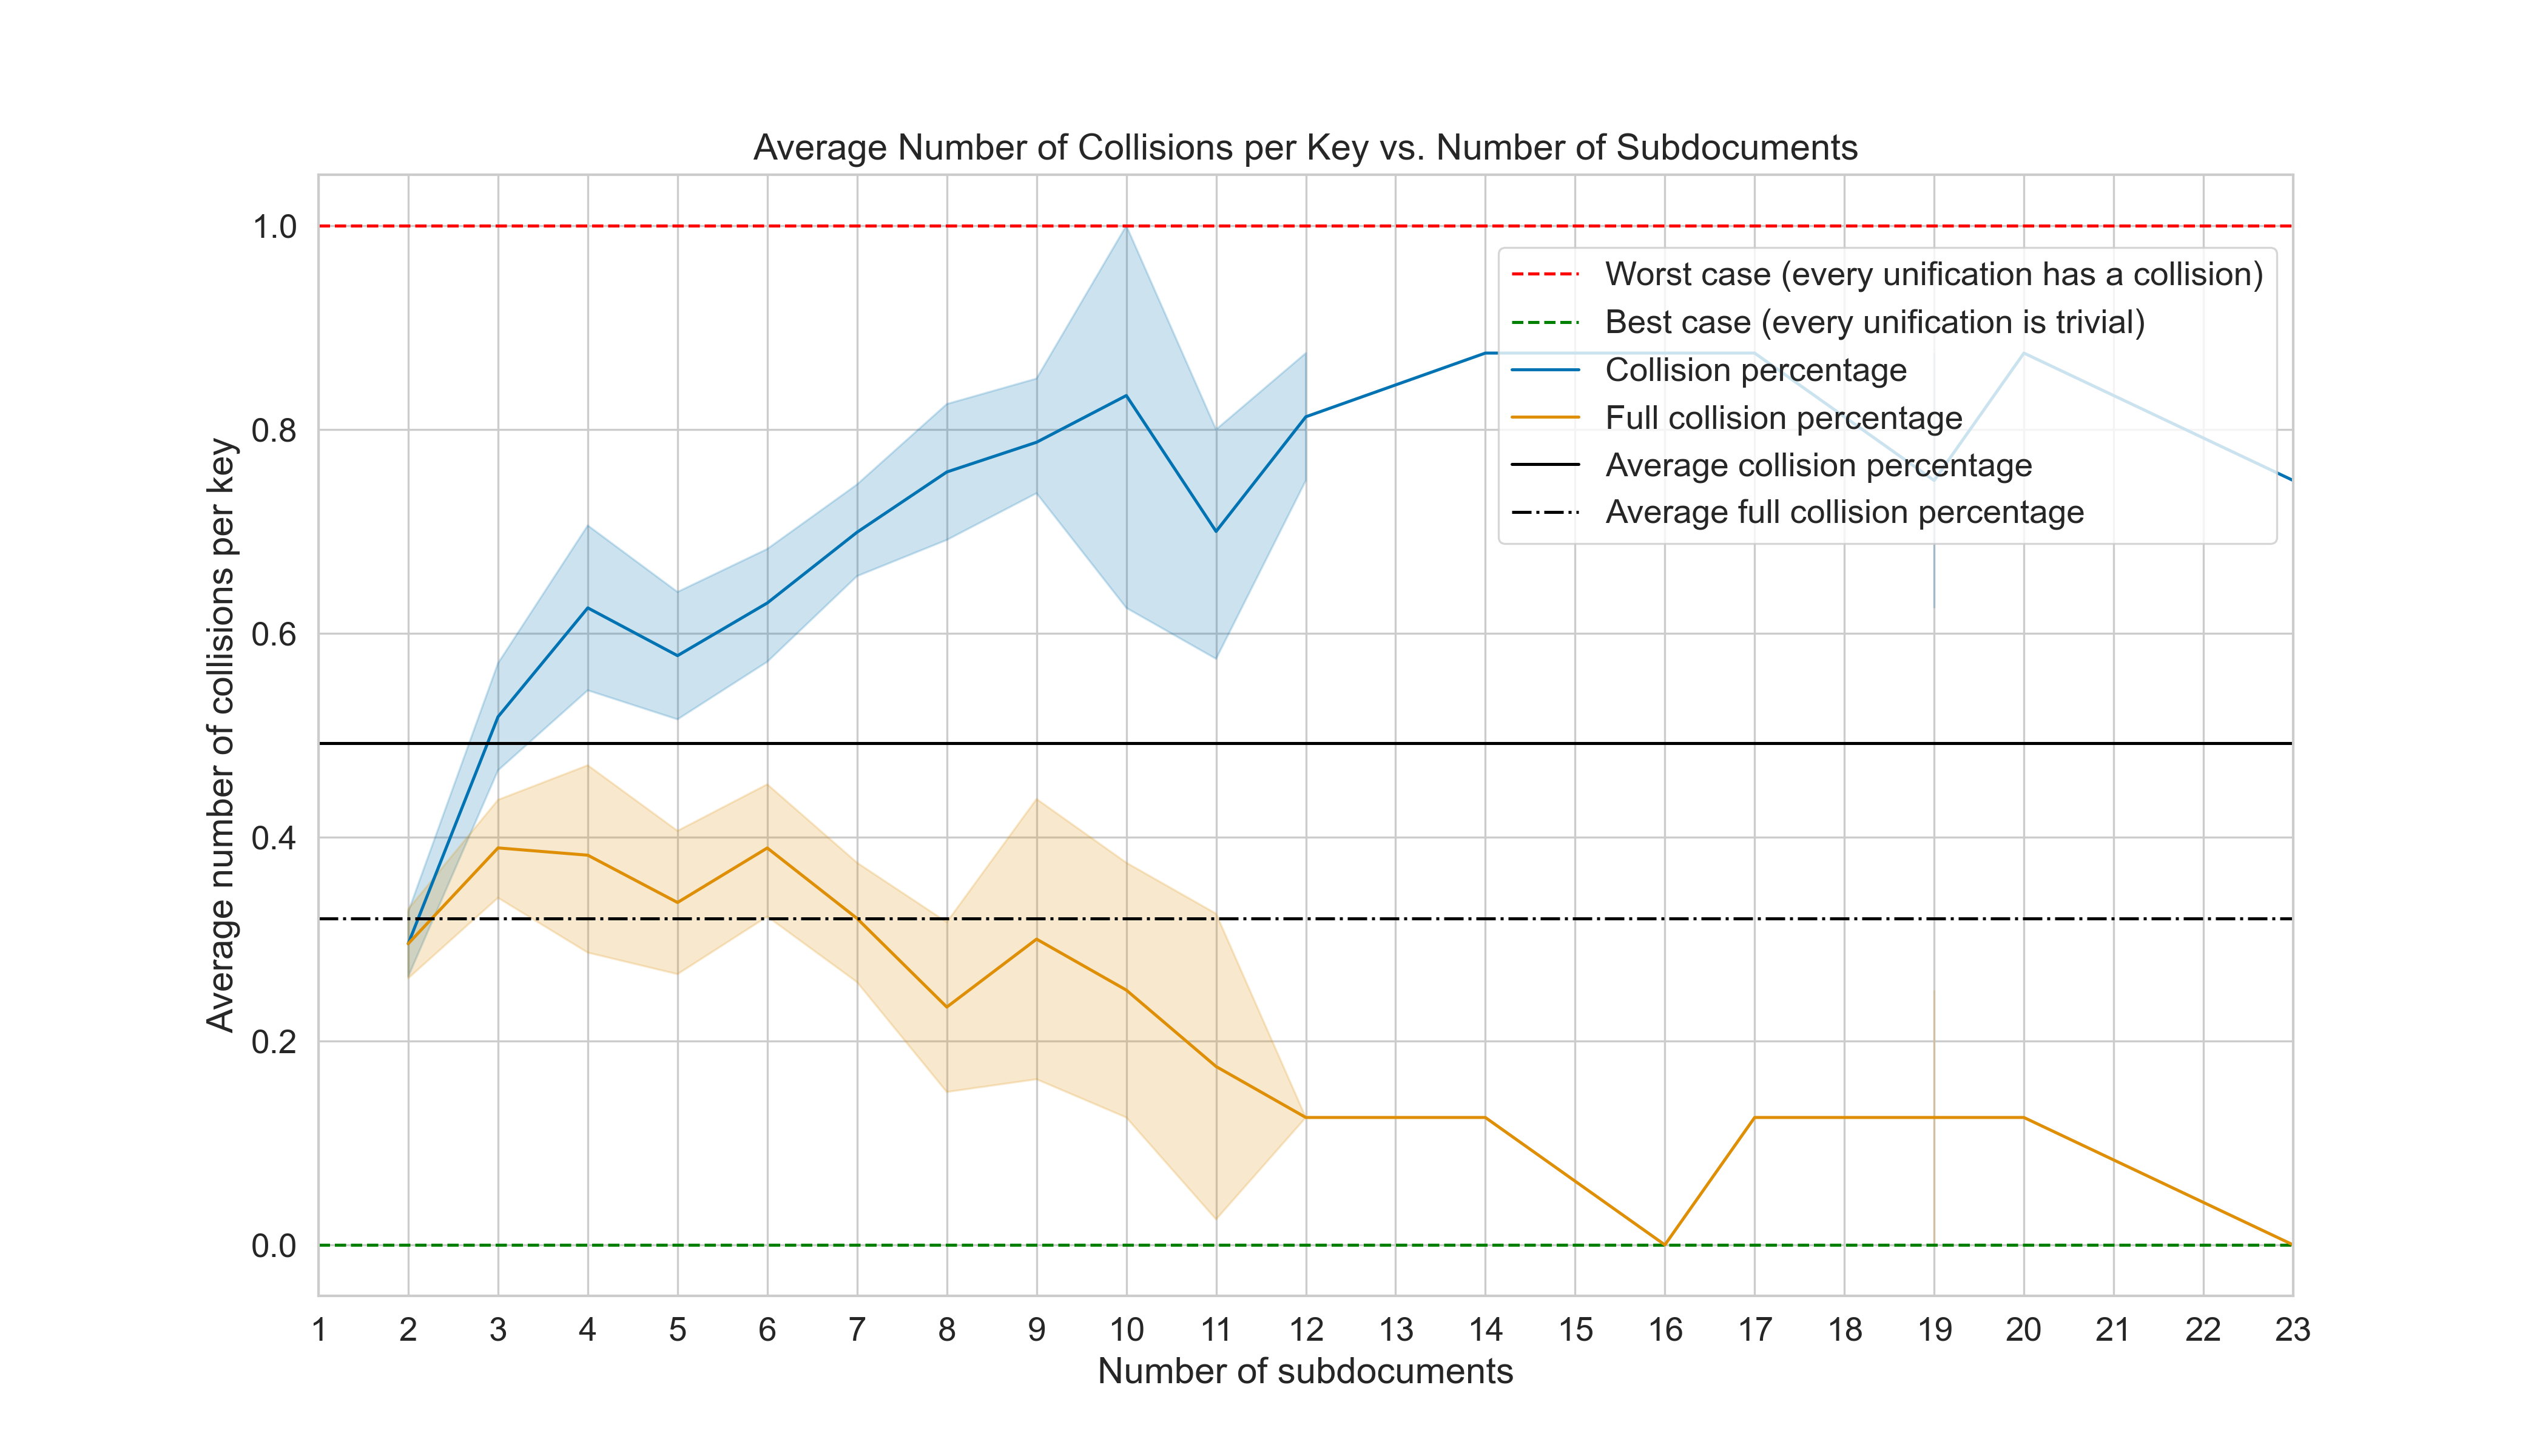 Average Number of Collisions per Key vs. Number of Subdocuments
1.0
0.8
0.6
0.4
0.2
0.0
Average number of collisions per key
Worst case (every unification has a collision)
Best case (every unification is trivial)
Collision percentage
Full collision percentage
Average collision percentage
Average full collision percentage
1 2 3 4 5 6 7 8 9 10 11 12 13 14 15 16 17 18 19 20 21 22 23
Number of subdocuments